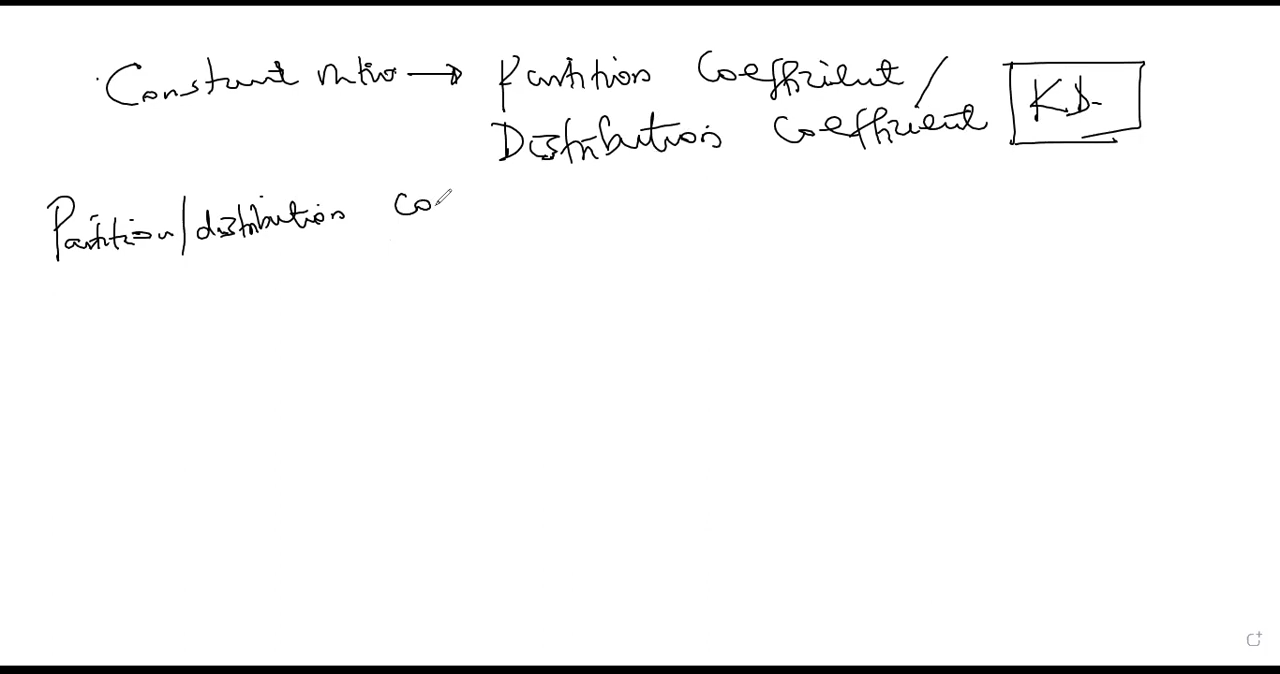 Constant ratio → Partition Coefficient /
Distribution coefficient KD
Partition/distribution co